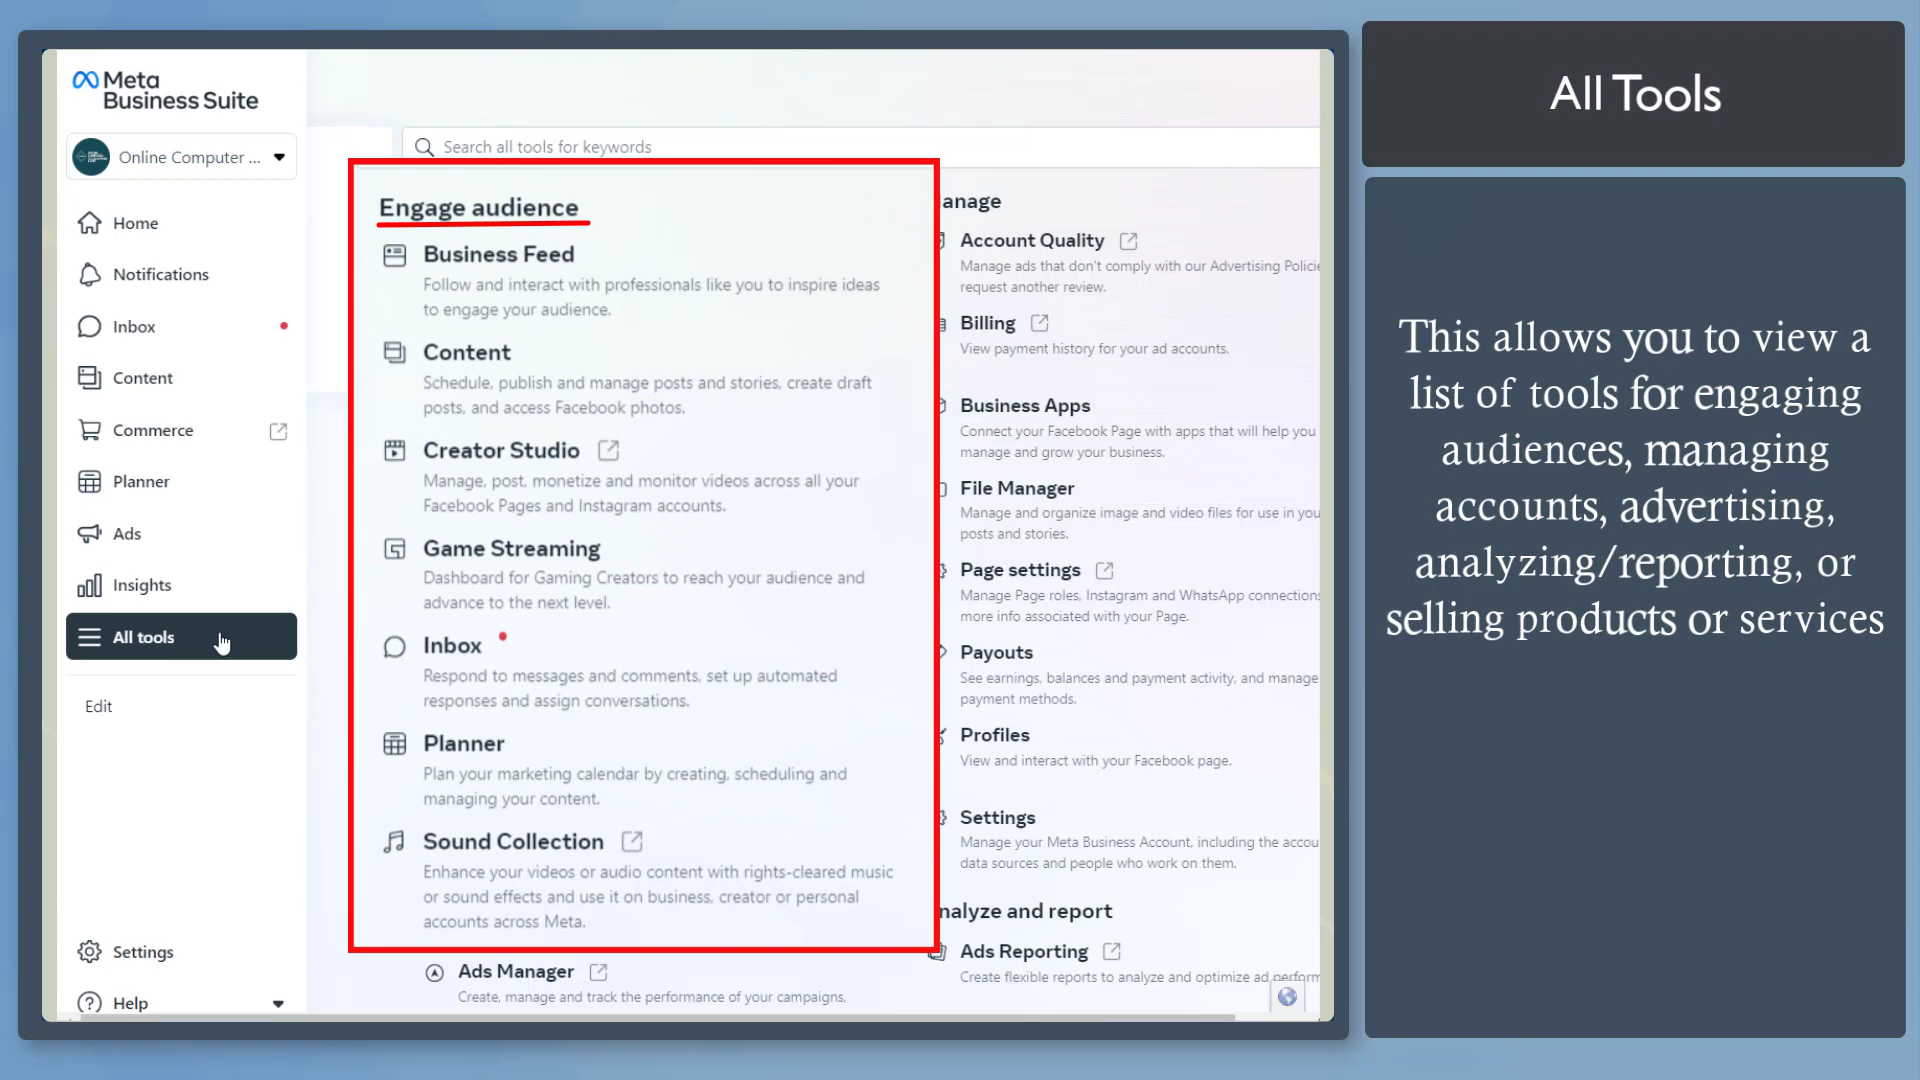 Meta
Business Suite
Online Computer ...
Home
Notifications
Inbox
Content
Commerce
Planner
Ads
Insights
All tools
Edit
Settings
Help
Search all tools for keywords
Engage audience
Business Feed
Follow and interact with professionals like you to inspire ideas
to engage your audience.
Content
Schedule, publish and manage posts and stories, create draft
posts, and access Facebook photos.
Creator Studio
Manage, post, monetize and monitor videos across all your
Facebook Pages and Instagram accounts.
Game Streaming
Dashboard for Gaming Creators to reach your audience and
advance to the next level.
Inbox
Respond to messages and comments, set up automated
responses and assign conversations.
Planner
Plan your marketing calendar by creating, scheduling and
managing your content.
Sound Collection
Enhance your videos or audio content with rights-cleared music
or sound effects and use it on business, creator or personal
accounts across Meta.
Ads Manager
Create, manage and track the performance of your campaigns,
anage
Account Quality
Manage ads that don't comply with our Advertising Policie
request another review.
Billing
View payment history for your ad accounts.
Business Apps
Connect your Facebook Page with apps that will help you
manage and grow your business.
File Manager
Manage and organize image and video files for use in you
posts and stories.
Page settings
Manage Page roles, Instagram and WhatsApp connections
more info associated with your Page.
Payouts
See earnings, balances and payment activity, and manage
payment methods.
Profiles
View and interact with your Facebook page.
Settings
Manage your Meta Business Account, including the accou
data sources and people who work on them.
nalyze and report
Ads Reporting
Create flexible reports to analyze and optimize ad perform
All Tools
This allows you to view a
list of tools for engaging
audiences, managing
accounts, advertising,
analyzing/reporting, or
selling products or services